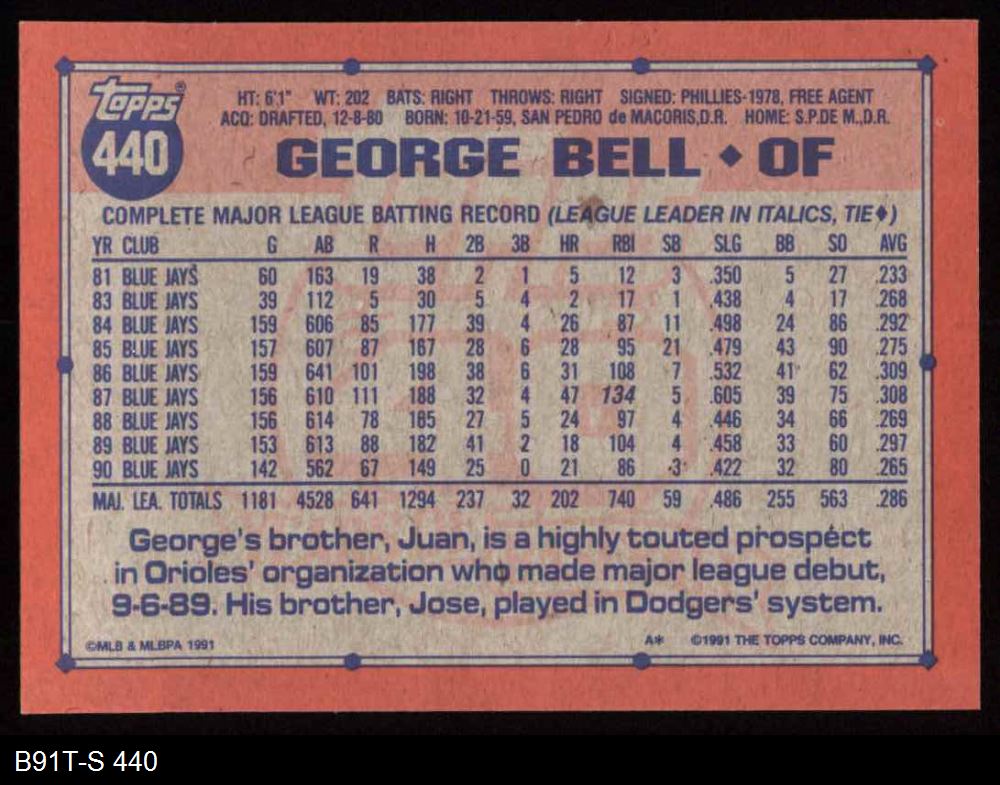 topps®
440
HT: 6'1" WT: 202 BATS: RIGHT THROWS: RIGHT SIGNED: PHILLIES-1978, FREE AGENT
ACQ: DRAFTED, 12-8-80 BORN: 10-21-59, SAN PEDRO de MACORIS,D.R. HOME: S.P.DE M.,D.R.
GEORGE BELL ♦ OF
COMPLETE MAJOR LEAGUE BATTING RECORD (LEAGUE LEADER IN ITALICS, TIE♦)
YR CLUB G AB R H 2B 3B HR RBI SB SLG BB SO AVG
81 BLUE JAYS 60 163 19 38 2 1 5 12 3 .350 5 27 .233
83 BLUE JAYS 39 112 5 30 5 4 2 17 1 .438 4 17 .268
84 BLUE JAYS 159 606 85 177 39 4 26 87 11 .498 24 86 .292
85 BLUE JAYS 157 607 87 167 28 6 28 95 21 .479 43 90 .275
86 BLUE JAYS 159 641 101 198 38 6 31 108 7 .532 41 62 .309
87 BLUE JAYS 156 610 111 188 32 4 47 134 5 .605 39 75 .308
88 BLUE JAYS 156 614 78 165 27 5 24 97 4 .446 34 66 .269
89 BLUE JAYS 153 613 88 182 41 2 18 104 4 .458 33 60 .297
90 BLUE JAYS 142 562 67 149 25 0 21 86 3 .422 32 80 .265
MAJ. LEA. TOTALS 1181 4528 641 1294 237 32 202 740 59 .486 255 563 .286
George's brother, Juan, is a highly touted prospect
in Orioles' organization who made major league debut,
9-6-89. His brother, Jose, played in Dodgers' system.
©MLB & MLBPA 1991 A* ©1991 THE TOPPS COMPANY, INC.
B91T-S 440